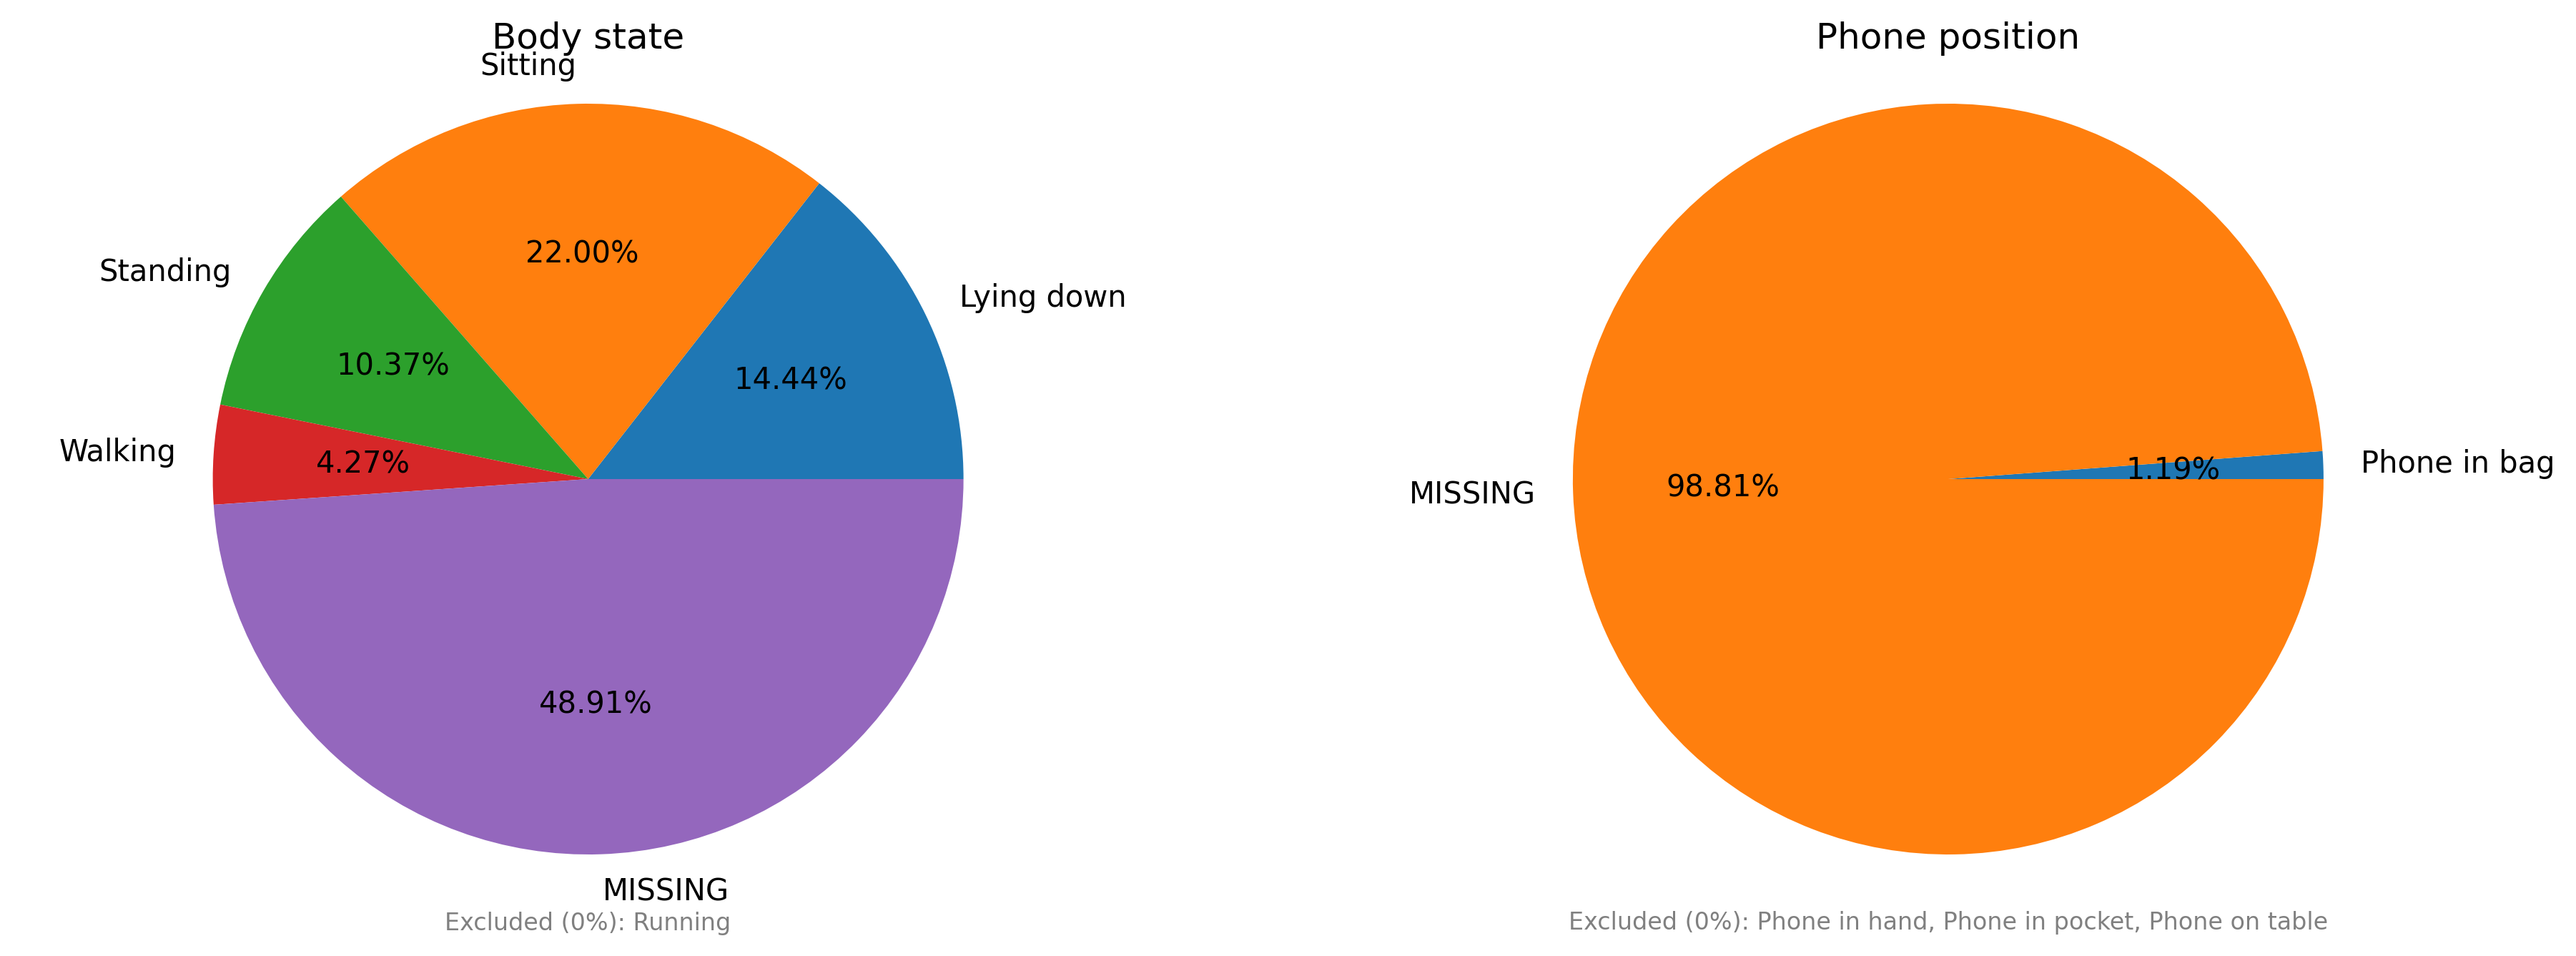 Body state
Sitting
22.00%
Standing
Lying down
10.37%
14.44%
Walking
4.27%
48.91%
MISSING
Excluded (0%): Running
Phone position
Phone in bag
1.19%
98.81%
MISSING
Excluded (0%): Phone in hand, Phone in pocket, Phone on table